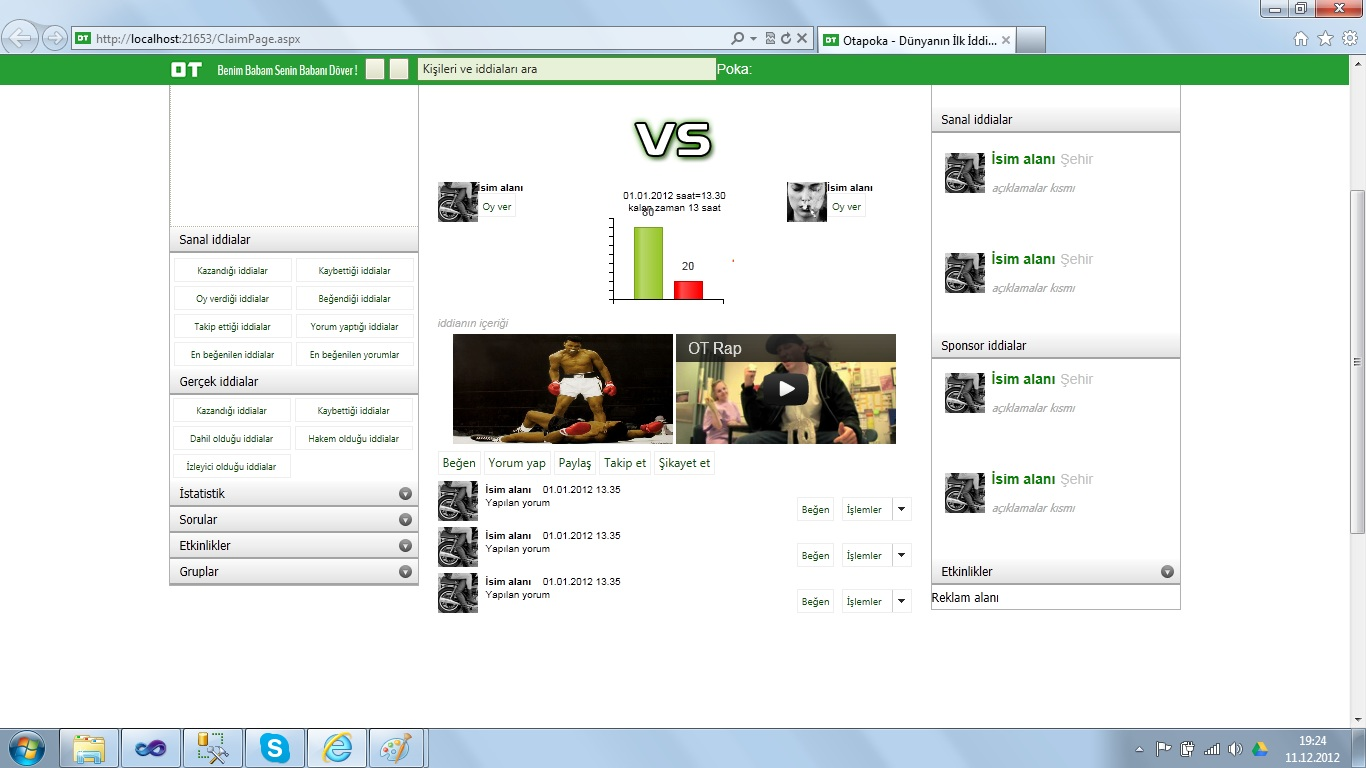 http://localhost:21653/ClaimPage.aspx
OT Otapoka - Dünyanın İlk İddi...
OT Benim Babam Senin Babanı Döver! Kişileri ve iddiaları ara Poka:
Sanal iddialar
Kazandığı iddialar Kaybettiği iddialar
Oy verdiği iddialar Beğendiği iddialar
Takip ettiği iddialar Yorum yaptığı iddialar
En beğenilen iddialar En beğenilen yorumlar
Gerçek iddialar
Kazandığı iddialar Kaybettiği iddialar
Dahil olduğu iddialar Hakem olduğu iddialar
İzleyici olduğu iddialar
İstatistik
Sorular
Etkinlikler
Gruplar
VS
İsim alanı
Oy ver
01.01.2012 saat=13.30
kalan zaman 13 saat
80
20
İsim alanı
Oy ver
iddianın içeriği
OT Rap
Beğen Yorum yap Paylaş Takip et Şikayet et
İsim alanı 01.01.2012 13.35
Yapılan yorum
Beğen İşlemler
İsim alanı 01.01.2012 13.35
Yapılan yorum
Beğen İşlemler
İsim alanı 01.01.2012 13.35
Yapılan yorum
Beğen İşlemler
Sanal iddialar
İsim alanı Şehir
açıklamalar kısmı
İsim alanı Şehir
açıklamalar kısmı
Sponsor iddialar
İsim alanı Şehir
açıklamalar kısmı
İsim alanı Şehir
açıklamalar kısmı
Etkinlikler
Reklam alanı
19:24
11.12.2012